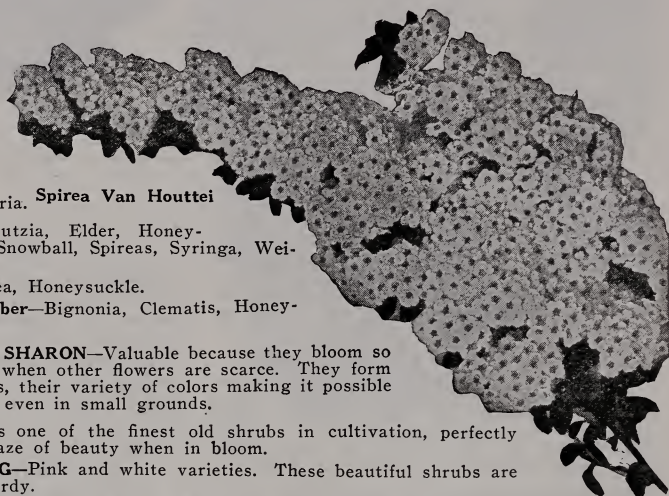 ria. Spirea Van Houttei
utzia, Elder, Honey-
Snowball, Spireas, Syringa, Wei-
ea, Honeysuckle.
ber—Bignonia, Clematis, Honey-
SHARON—Valuable because they bloom so
when other flowers are scarce. They form
s, their variety of colors making it possible
even in small grounds.
s one of the finest old shrubs in cultivation, perfectly
aze of beauty when in bloom.
G—Pink and white varieties. These beautiful shrubs are
rdy.